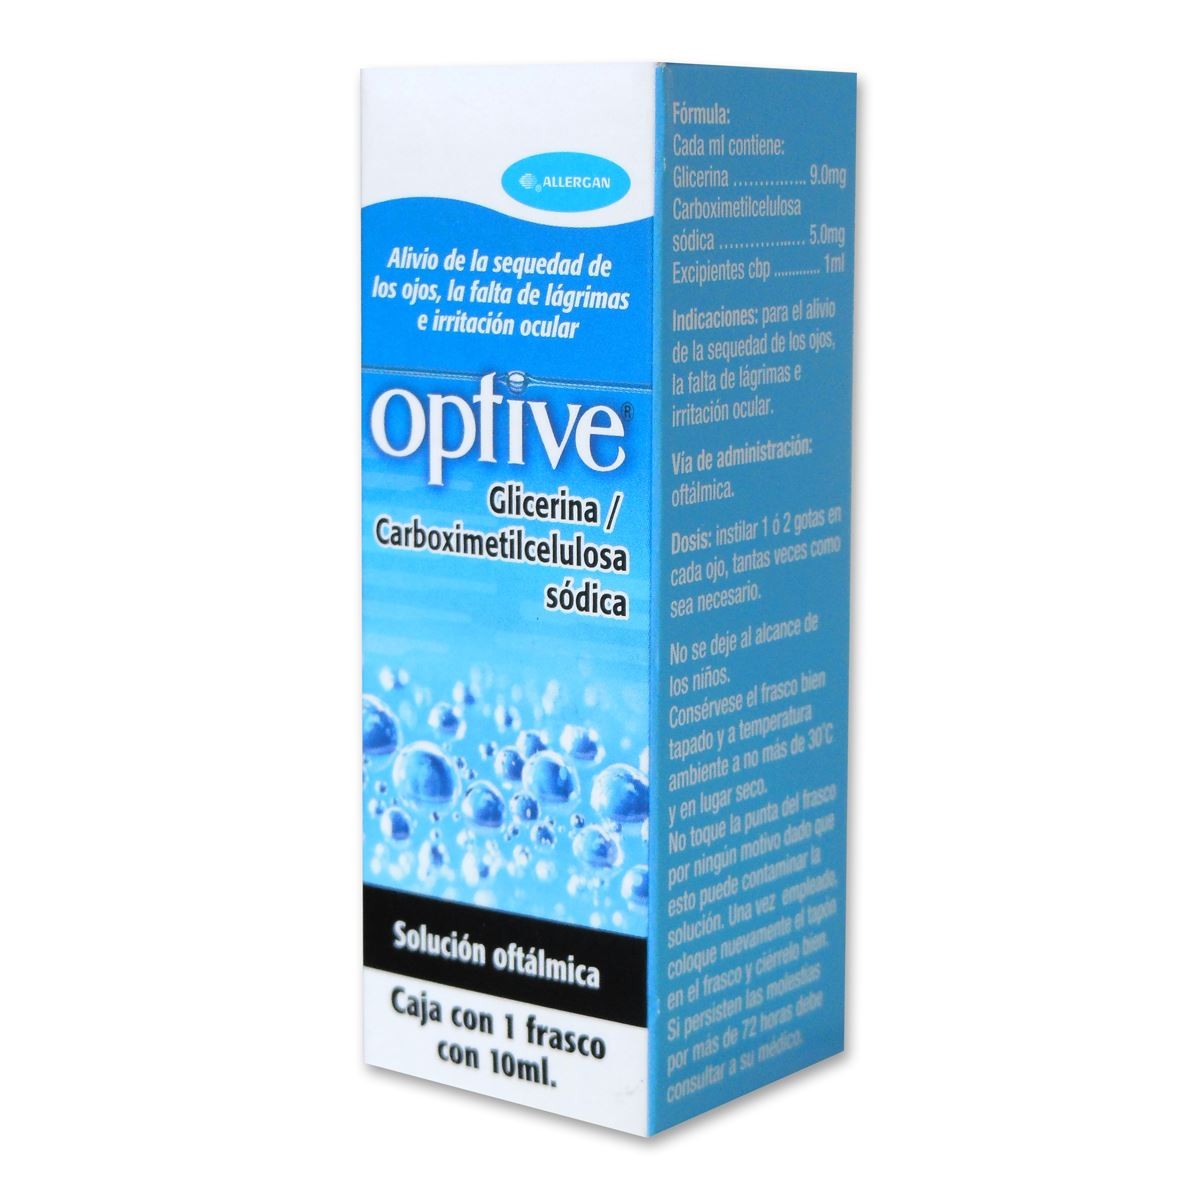 ALLERGAN
Alivio de la sequedad de
los ojos, la falta de lágrimas
e irritación ocular
optive®
Glicerina /
Carboximetilcelulosa
sódica
Solución oftálmica
Caja con 1 frasco
con 10ml.
Fórmula:
Cada ml contiene:
Glicerina .............. 9.0mg
Carboximetilcelulosa
sódica ................. 5.0mg
Excipientes cbp ............ 1ml
Indicaciones: para el alivio
de la sequedad de los ojos,
la falta de lágrimas e
irritación ocular.
Vía de administración:
oftálmica.
Dosis: instilar 1 ó 2 gotas en
cada ojo, tantas veces como
sea necesario.
No se deje al alcance de
los niños.
Consérvese el frasco bien
tapado y a temperatura
ambiente a no más de 30°C
y en lugar seco.
No toque la punta del frasco
por ningún motivo dado que
esto puede contaminar la
solución. Una vez empleado,
coloque nuevamente el tapón
en el frasco y ciérrelo bien.
Si persisten las molestias
por más de 72 horas debe
consultar a su médico.